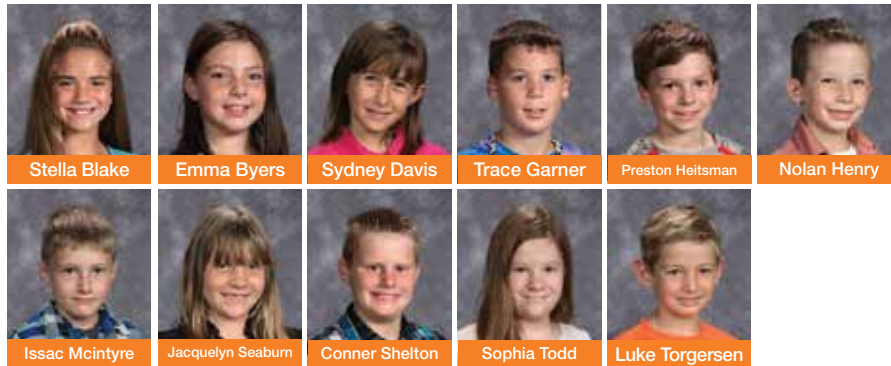 Stella Blake
Emma Byers
Sydney Davis
Trace Garner
Preston Heitsman
Nolan Henry
Issac Mcintyre
Jacquelyn Seaburn
Conner Shelton
Sophia Todd
Luke Torgersen